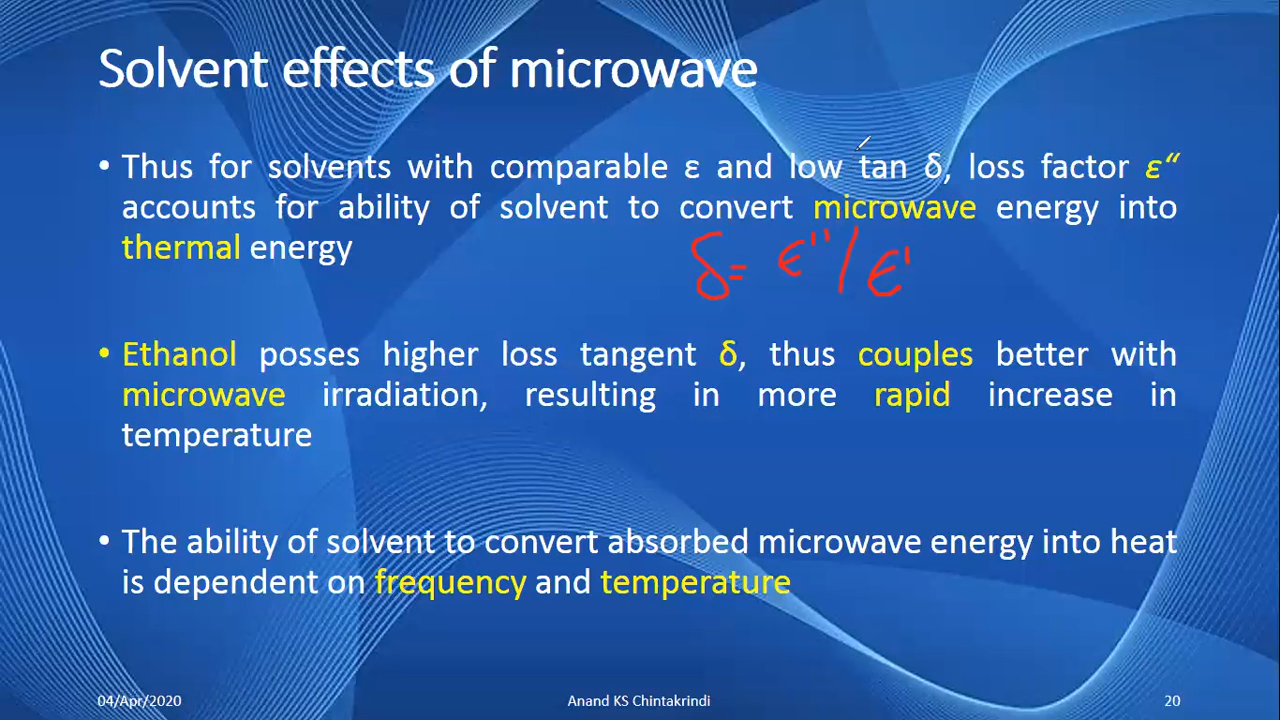 Solvent effects of microwave
• Thus for solvents with comparable ε and low tan δ, loss factor ε“
accounts for ability of solvent to convert microwave energy into
thermal energy
δ= ε''/ε'
• Ethanol posses higher loss tangent δ, thus couples better with
microwave irradiation, resulting in more rapid increase in
temperature
• The ability of solvent to convert absorbed microwave energy into heat
is dependent on frequency and temperature
04/Apr/2020
Anand KS Chintakrindi
20